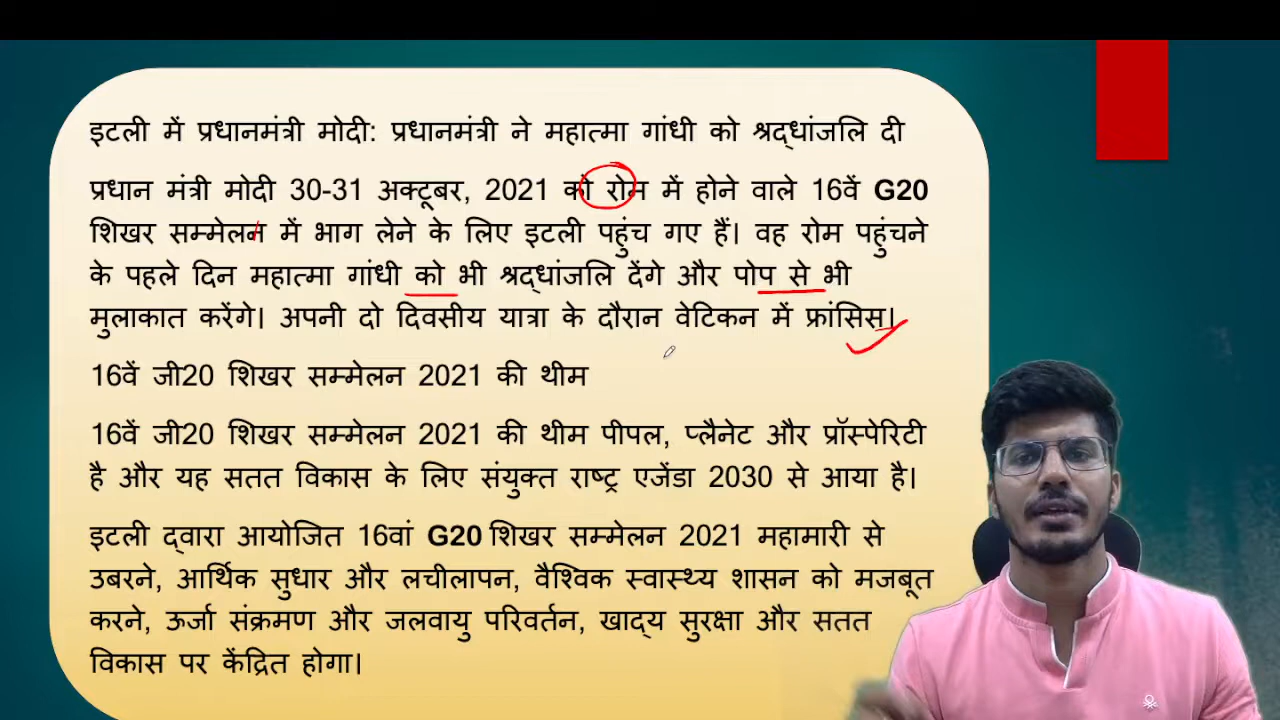 इटली में प्रधानमंत्री मोदी: प्रधानमंत्री ने महात्मा गांधी को श्रद्धांजलि दी
प्रधान मंत्री मोदी 30-31 अक्टूबर, 2021 को रोम में होने वाले 16वें G20
शिखर सम्मेलन में भाग लेने के लिए इटली पहुंच गए हैं। वह रोम पहुंचने
के पहले दिन महात्मा गांधी को भी श्रद्धांजलि देंगे और पोप से भी
मुलाकात करेंगे। अपनी दो दिवसीय यात्रा के दौरान वेटिकन में फ्रांसिस।
16वें जी20 शिखर सम्मेलन 2021 की थीम
16वें जी20 शिखर सम्मेलन 2021 की थीम पीपल, प्लैनेट और प्रॉस्पेरिटी
है और यह सतत विकास के लिए संयुक्त राष्ट्र एजेंडा 2030 से आया है।
इटली द्वारा आयोजित 16वां G20 शिखर सम्मेलन 2021 महामारी से
उबरने, आर्थिक सुधार और लचीलापन, वैश्विक स्वास्थ्य शासन को मजबूत
करने, ऊर्जा संक्रमण और जलवायु परिवर्तन, खाद्य सुरक्षा और सतत
विकास पर केंद्रित होगा।